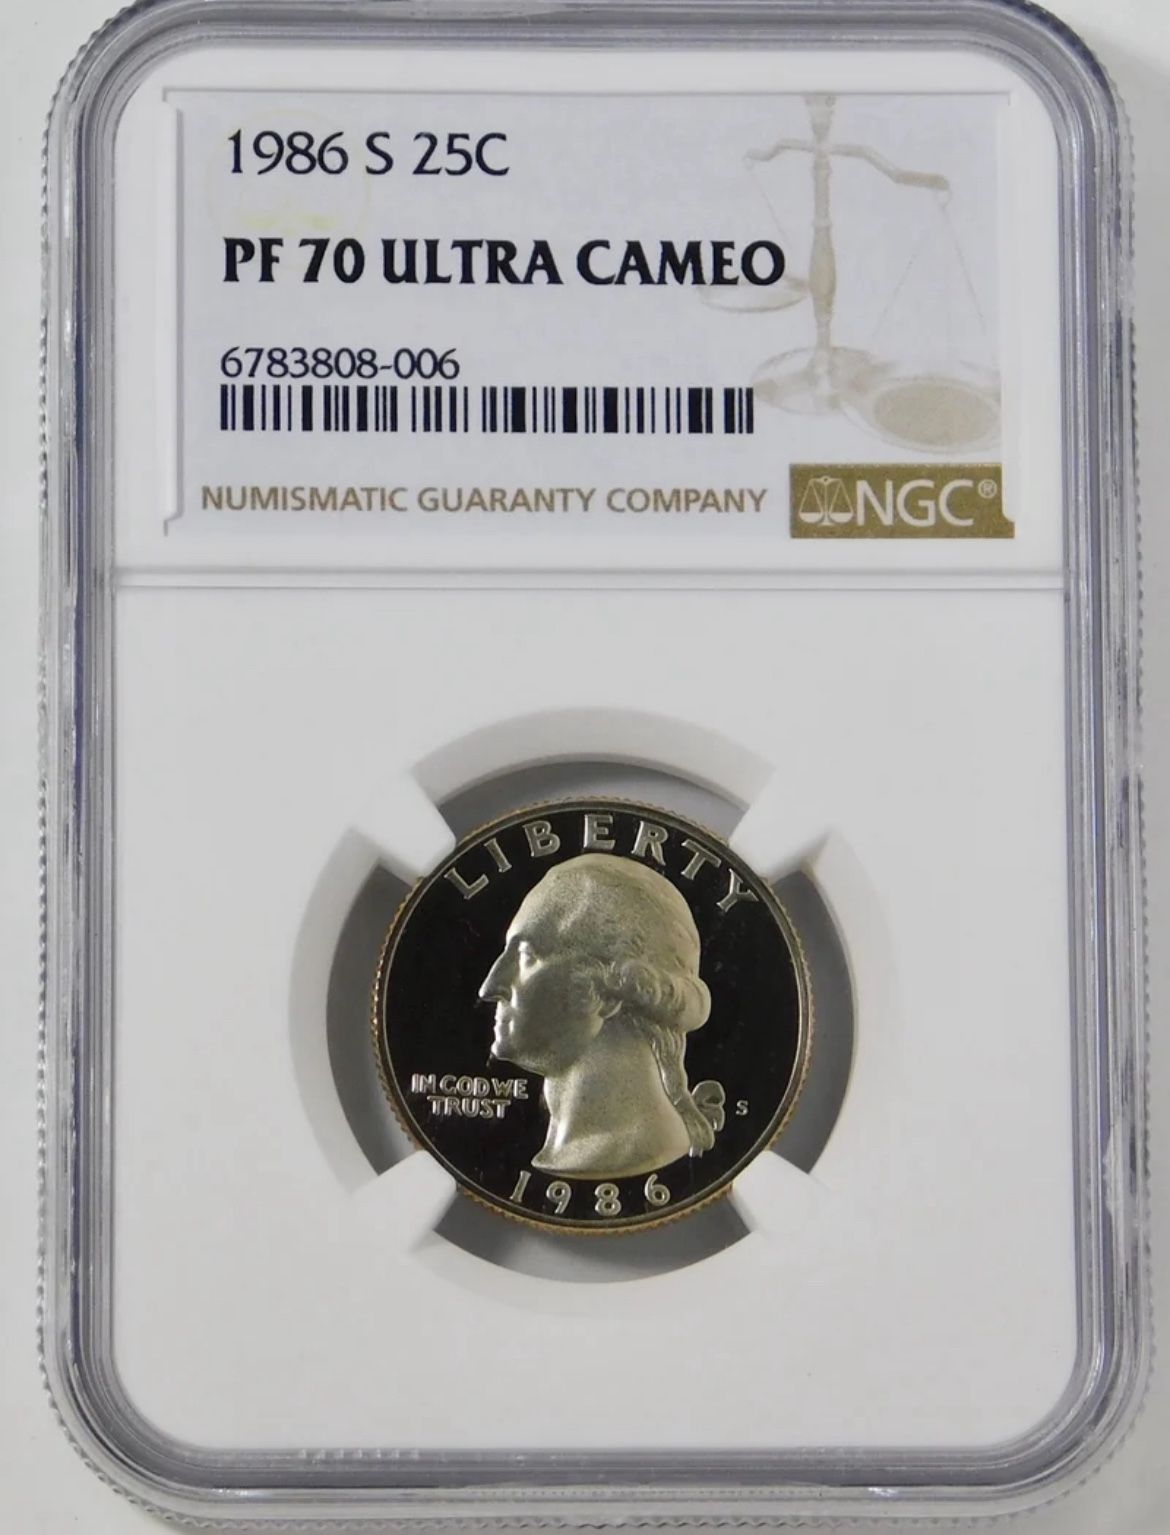 1986 S 25C
PF 70 ULTRA CAMEO
6783808-006
NUMISMATIC GUARANTY COMPANY
NGC®
LIBERTY
IN GOD WE
TRUST
S
1986